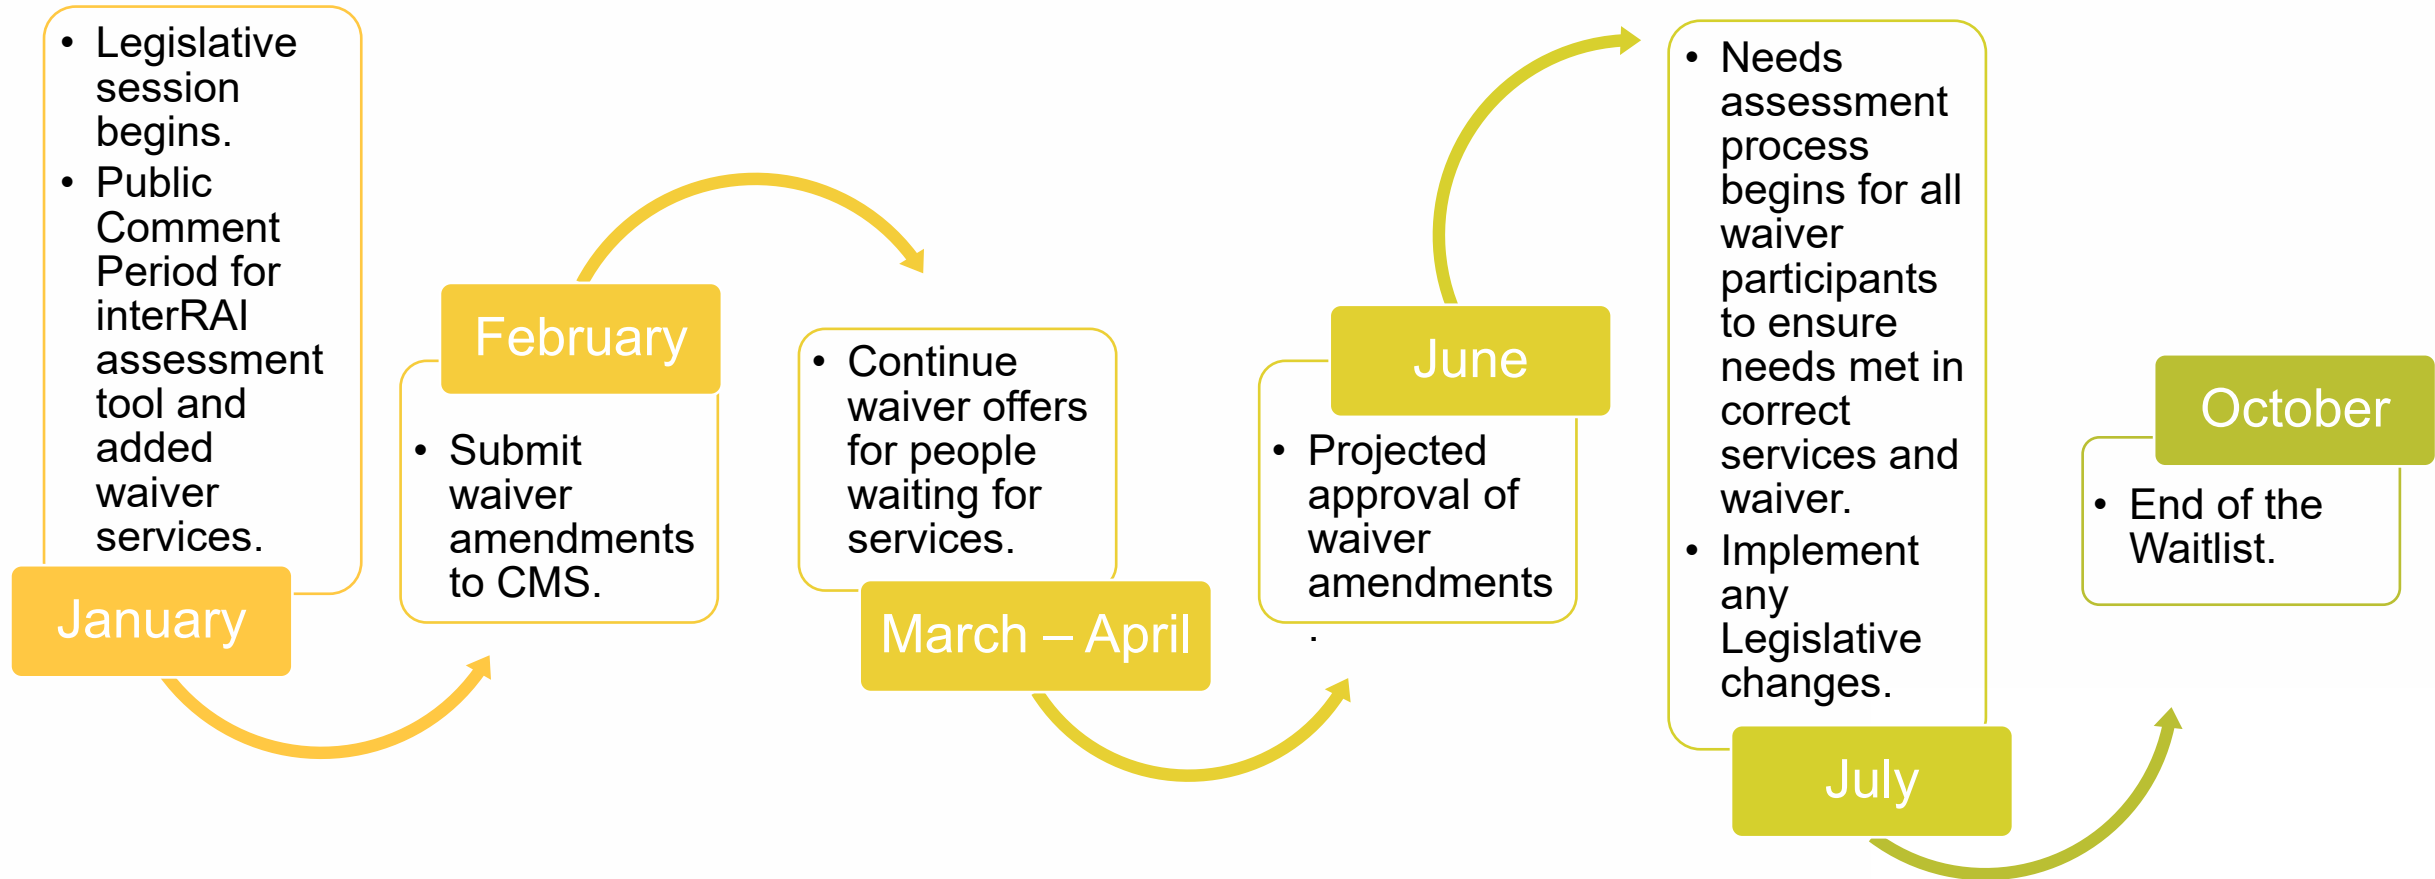 • Legislative
session
begins.
• Public
Comment
Period for
interRAI
assessment
tool and
added
waiver
services.
January
February
• Submit
waiver
amendments
to CMS.
• Continue
waiver offers
for people
waiting for
services.
March – April
June
• Projected
approval of
waiver
amendments
.
• Needs
assessment
process
begins for all
waiver
participants
to ensure
needs met in
correct
services and
waiver.
• Implement
any
Legislative
changes.
July
October
• End of the
Waitlist.